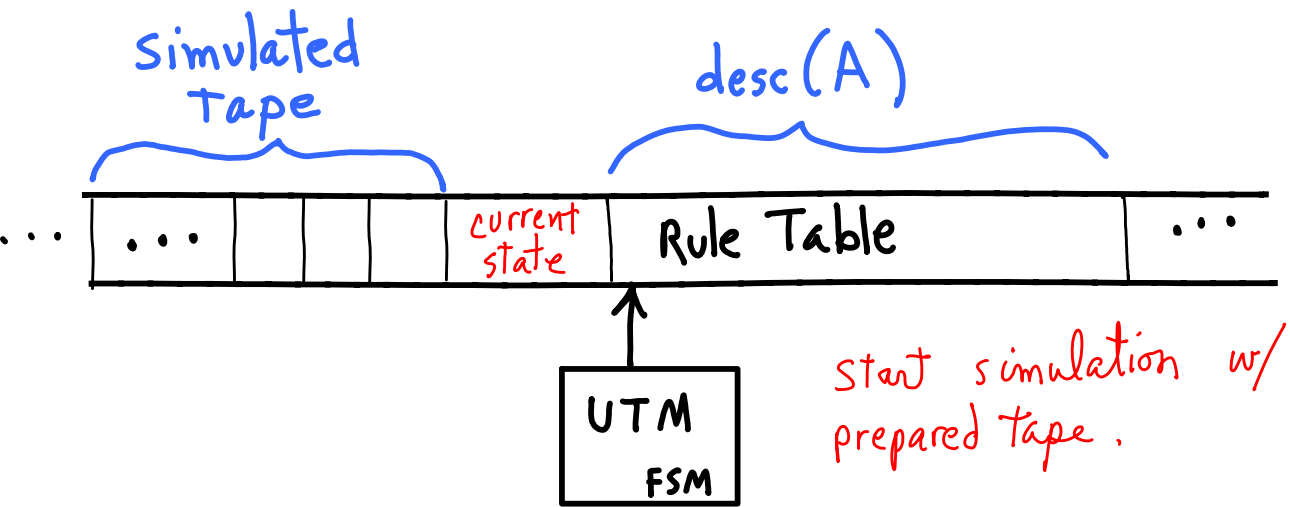 simulated
Tape
desc(A)
... ... current
state
Rule Table ...
UTM
FSM
start simulation w/
prepared tape.